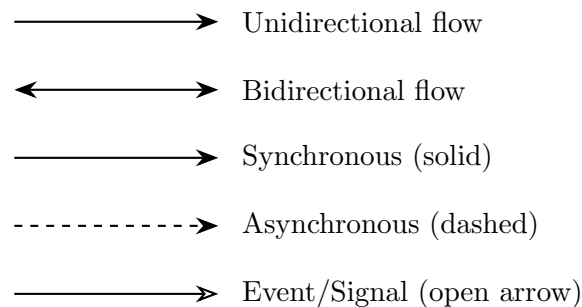 Unidirectional flow
Bidirectional flow
Synchronous (solid)
Asynchronous (dashed)
Event/Signal (open arrow)